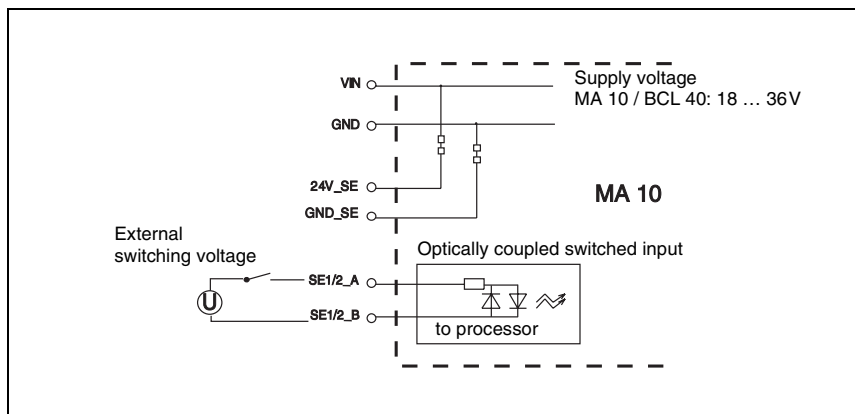 VIN
Supply voltage
MA 10 / BCL 40: 18 … 36V
GND
24V_SE
MA 10
GND_SE
External
switching voltage
Optically coupled switched input
SE1/2_A
U
SE1/2_B
to processor